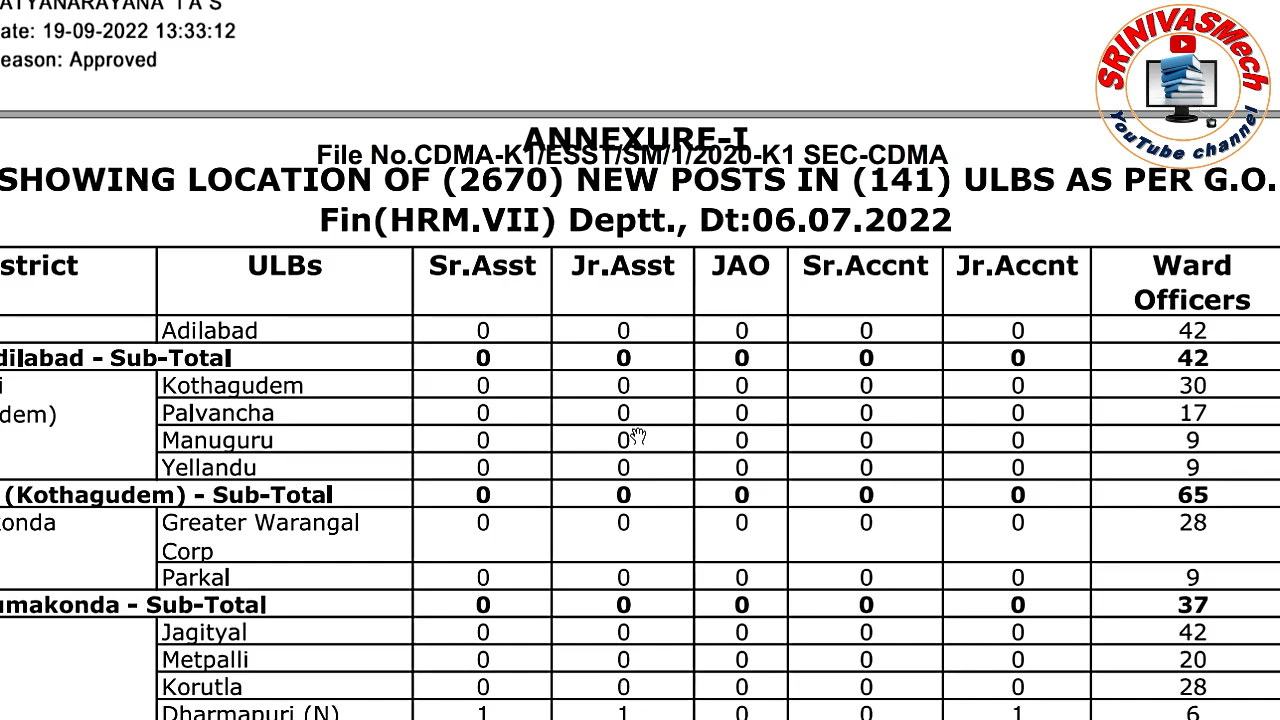 ATYANARAYANA I A S
ate: 19-09-2022 13:33:12
eason: Approved
SRINIVASMech
YouTube channel
ANNEXURE-I
File No.CDMA-K1/ESST/SM/1/2020-K1 SEC-CDMA
SHOWING LOCATION OF (2670) NEW POSTS IN (141) ULBS AS PER G.O.
Fin(HRM.VII) Deptt., Dt:06.07.2022
strict ULBs Sr.Asst Jr.Asst JAO Sr.Accnt Jr.Accnt Ward
Officers
Adilabad 0 0 0 0 0 42
dilabad - Sub-Total 0 0 0 0 0 42
i Kothagudem 0 0 0 0 0 30
dem) Palvancha 0 0 0 0 0 17
Manuguru 0 0 0 0 0 9
Yellandu 0 0 0 0 0 9
(Kothagudem) - Sub-Total 0 0 0 0 0 65
konda Greater Warangal 0 0 0 0 0 28
Corp
Parkal 0 0 0 0 0 9
umakonda - Sub-Total 0 0 0 0 0 37
Jagityal 0 0 0 0 0 42
Metpalli 0 0 0 0 0 20
Korutla 0 0 0 0 0 28
Dharmapuri (N) 1 1 0 0 1 6